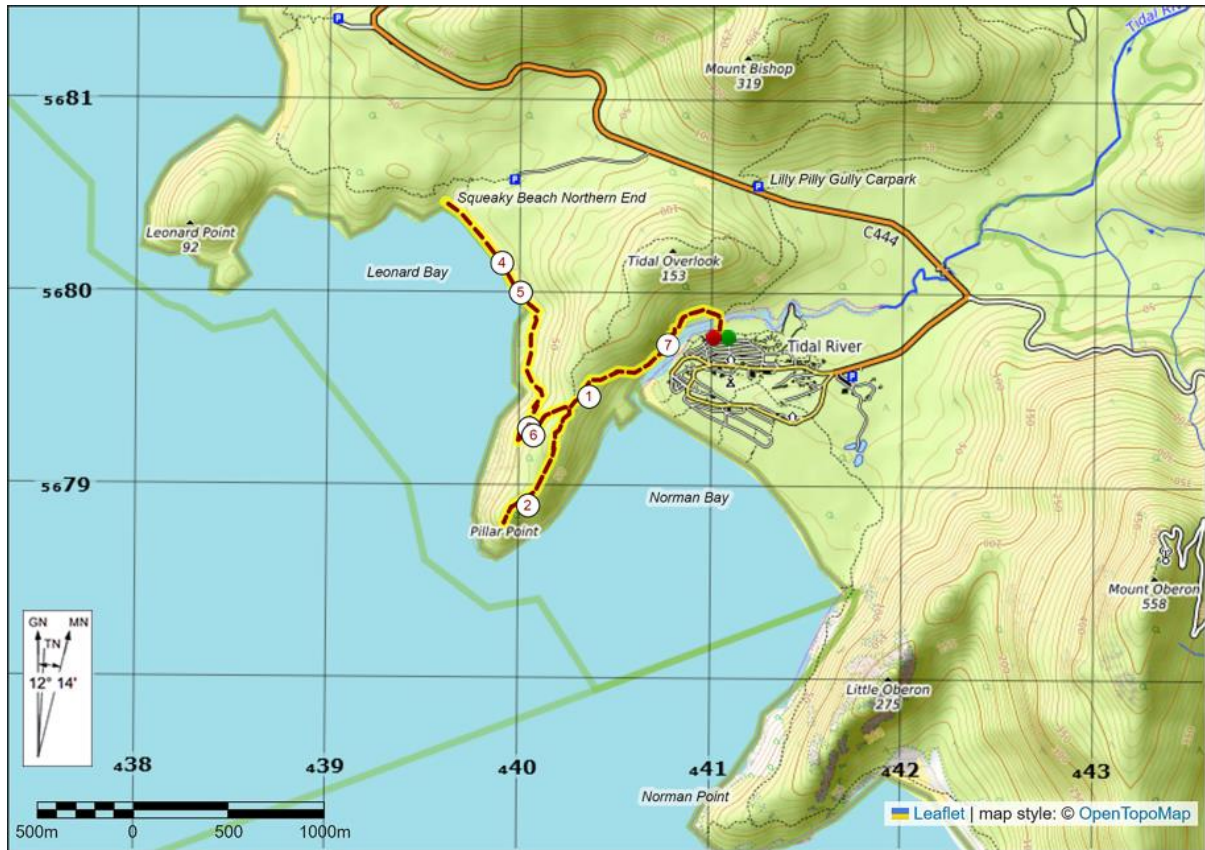 Tidal Ri
Mount Bishop
319
5681
Lilly Pilly Gully Carpark
Squeaky Beach Northern End
Leonard Point
92
C444
Tidal Overlook
153
Leonard Bay
4
5680
5
7
Tidal River
1
6
5679
2
Norman Bay
Pillar Point
Mount Oberon
558
GN MN
TN
12° 14'
Little Oberon
275
438
439
440
441
442
443
Norman Point
500m 0 500 1000m
Leaflet | map style: © OpenTopoMap